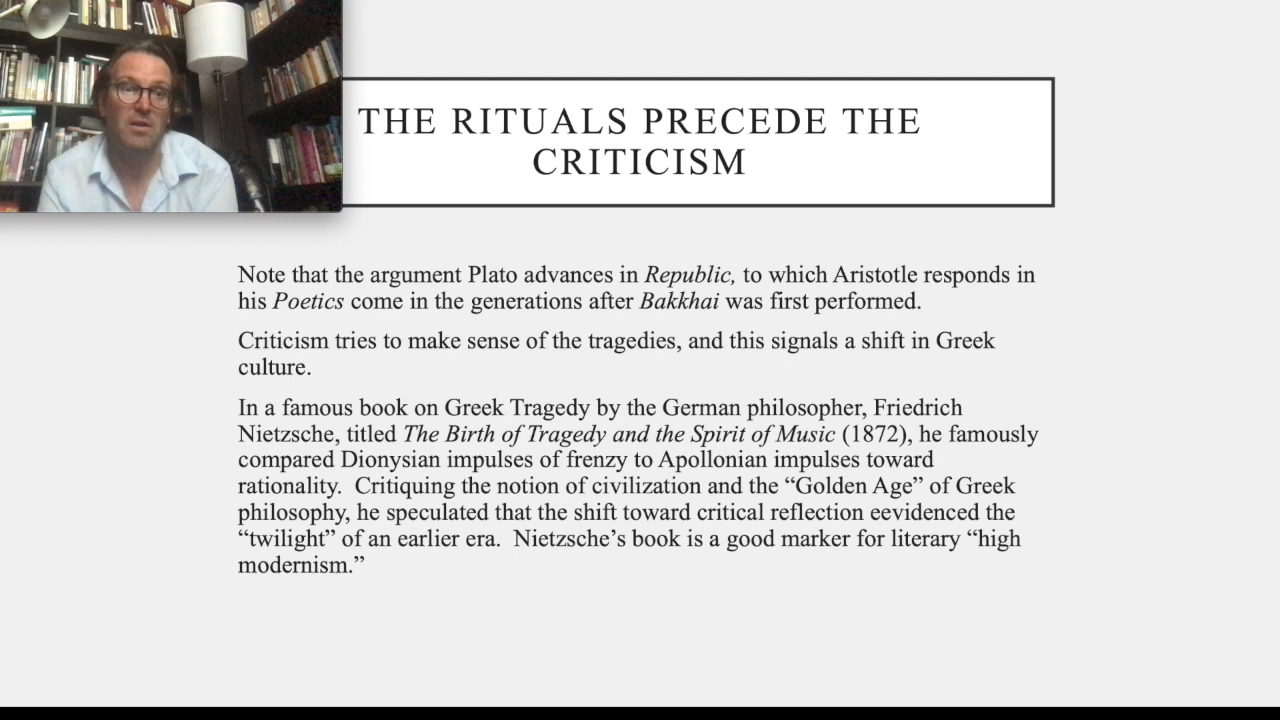 THE RITUALS PRECEDE THE
CRITICISM
Note that the argument Plato advances in Republic, to which Aristotle responds in
his Poetics come in the generations after Bakkhai was first performed.
Criticism tries to make sense of the tragedies, and this signals a shift in Greek
culture.
In a famous book on Greek Tragedy by the German philosopher, Friedrich
Nietzsche, titled The Birth of Tragedy and the Spirit of Music (1872), he famously
compared Dionysian impulses of frenzy to Apollonian impulses toward
rationality.  Critiquing the notion of civilization and the “Golden Age” of Greek
philosophy, he speculated that the shift toward critical reflection eevidenced the
“twilight” of an earlier era.  Nietzsche’s book is a good marker for literary “high
modernism.”